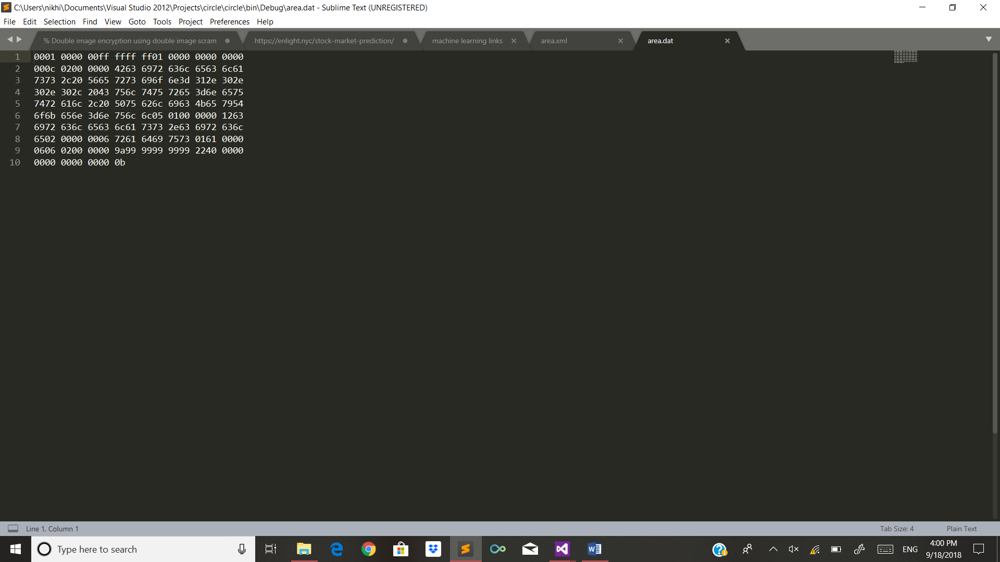 C:\Users\nikhi\Documents\Visual Studio 2012\Projects\circle\circle\bin\Debug\area.dat - Sublime Text (UNREGISTERED)
File Edit Selection Find View Goto Tools Project Preferences Help
% Double image encryption using double image scram
https://enlight.nyc/stock-market-prediction/
machine learning links
area.xml
area.dat
1 0001 0000 00ff ffff ff01 0000 0000 0000
2 000c 0200 0000 4263 6972 636c 6563 6c61
3 7373 2c20 5665 7273 696f 6e3d 312e 302e
4 302e 302c 2043 756c 7475 7265 3d6e 6575
5 7472 616c 2c20 5075 626c 6963 4b65 7954
6 6f6b 656e 3d6e 756c 6c05 0100 0000 1263
7 6972 636c 6563 6c61 7373 2e63 6972 636c
8 6502 0000 0006 7261 6469 7573 0161 0000
9 0606 0200 0000 9a99 9999 9999 2240 0000
10 0000 0000 0000 0b
Line 1, Column 1
Tab Size: 4
Plain Text
Type here to search
ENG
4:00 PM
9/18/2018